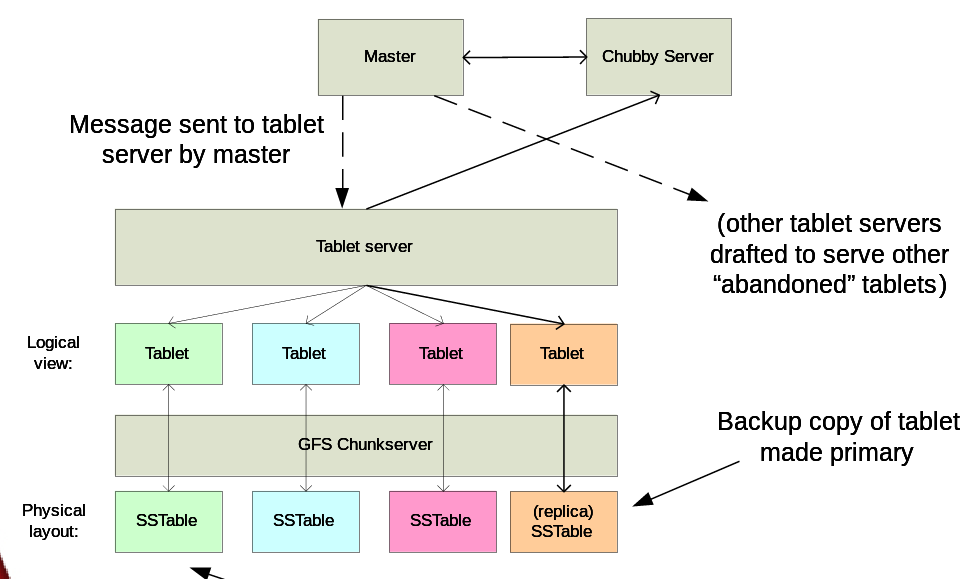 Master
Chubby Server
Message sent to tablet
server by master
(other tablet servers
drafted to serve other
“abandoned” tablets)
Tablet server
Logical
view:
Tablet
Tablet
Tablet
Tablet
GFS Chunkserver
Backup copy of tablet
made primary
Physical
layout:
SSTable
SSTable
SSTable
(replica)
SSTable